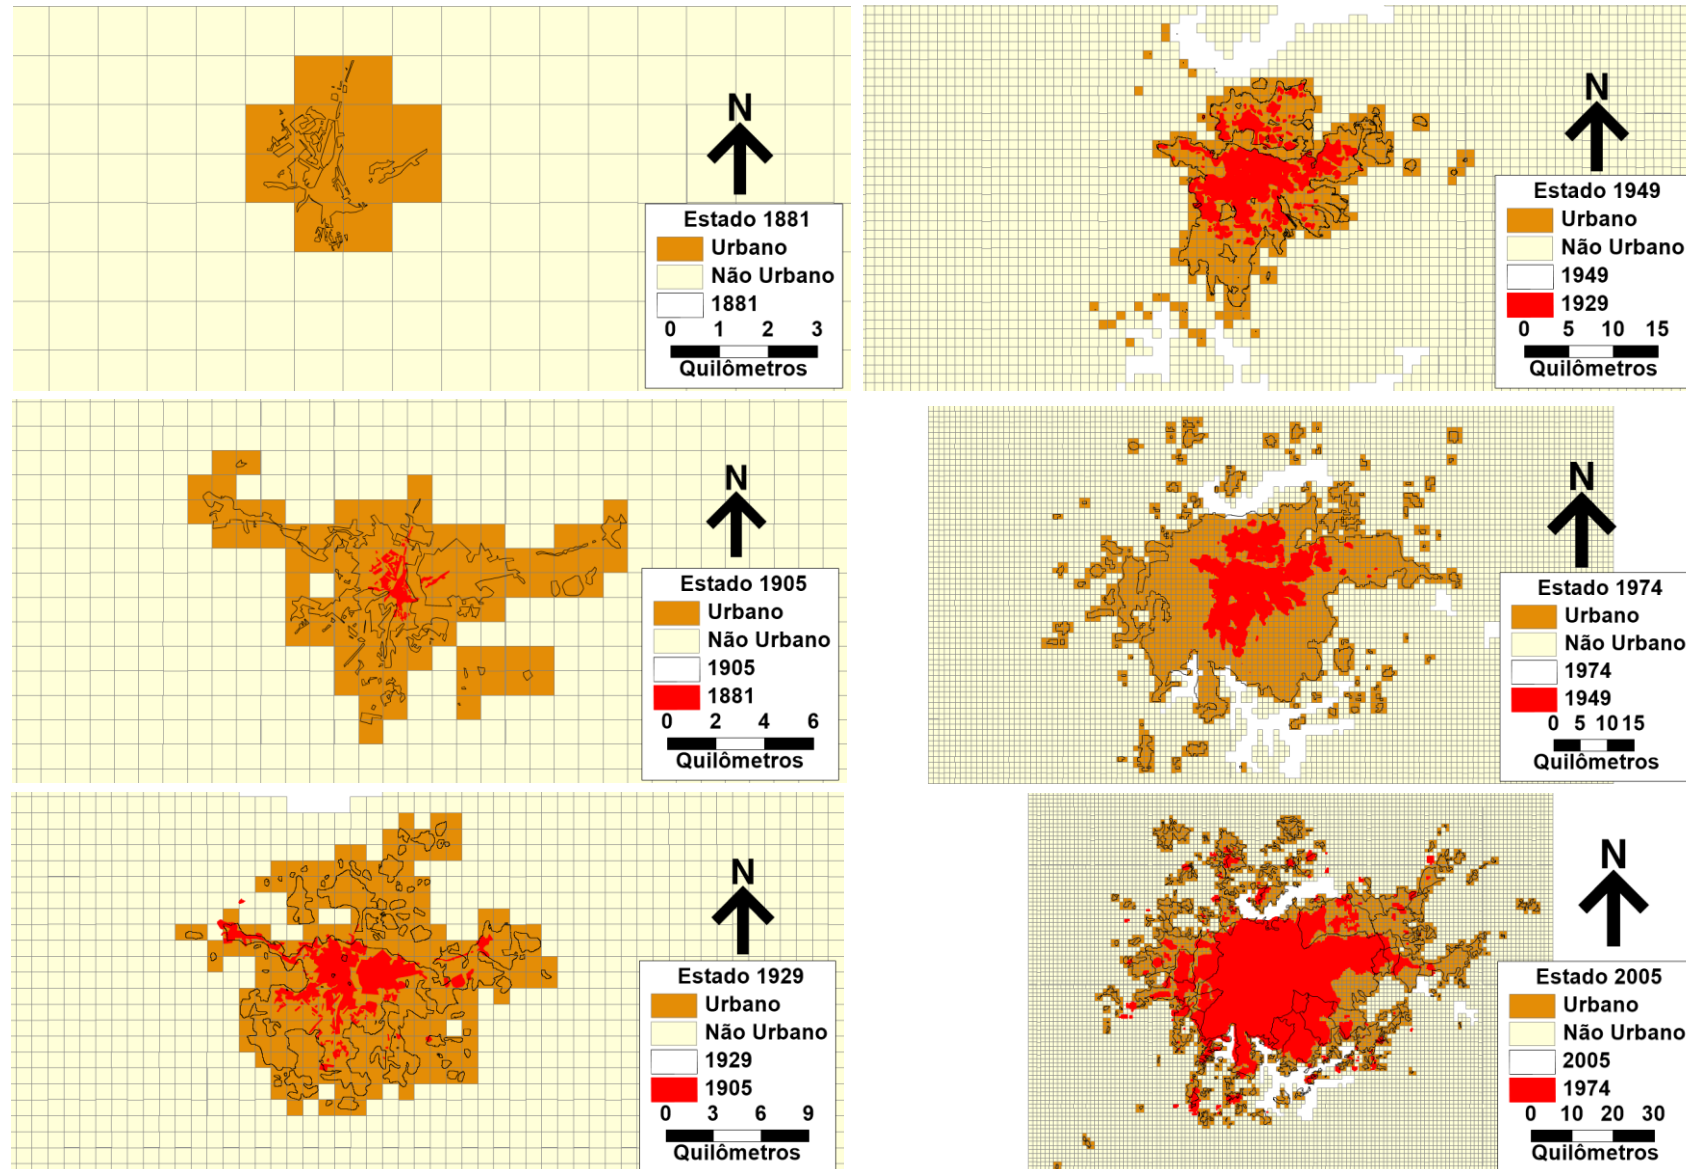 N
Estado 1881
Urbano
Não Urbano
1881
0 1 2 3
Quilômetros
N
Estado 1905
Urbano
Não Urbano
1905
1881
0 2 4 6
Quilômetros
N
Estado 1929
Urbano
Não Urbano
1929
1905
0 3 6 9
Quilômetros
N
Estado 1949
Urbano
Não Urbano
1949
1929
0 5 10 15
Quilômetros
N
Estado 1974
Urbano
Não Urbano
1974
1949
0 5 10 15
Quilômetros
N
Estado 2005
Urbano
Não Urbano
2005
1974
0 10 20 30
Quilômetros